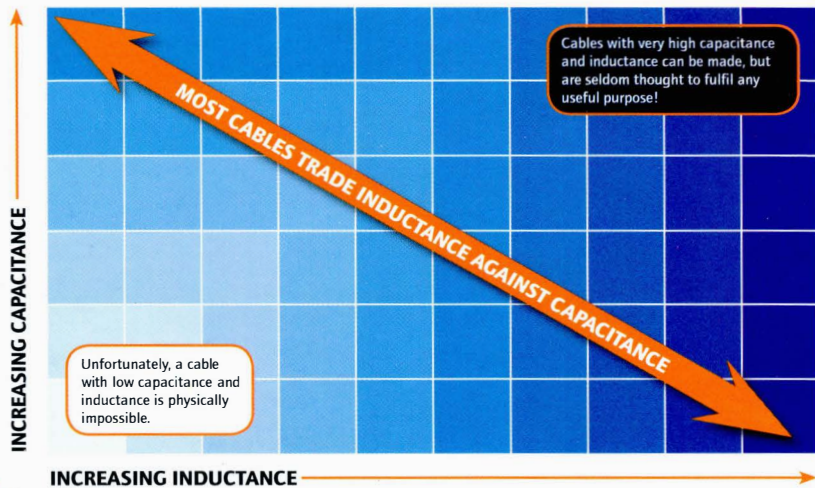 Cables with very high capacitance
and inductance can be made, but
are seldom thought to fulfil any
useful purpose!
MOST CABLES TRADE INDUCTANCE AGAINST CAPACITANCE
INCREASING CAPACITANCE
Unfortunately, a cable
with low capacitance and
inductance is physically
impossible.
INCREASING INDUCTANCE